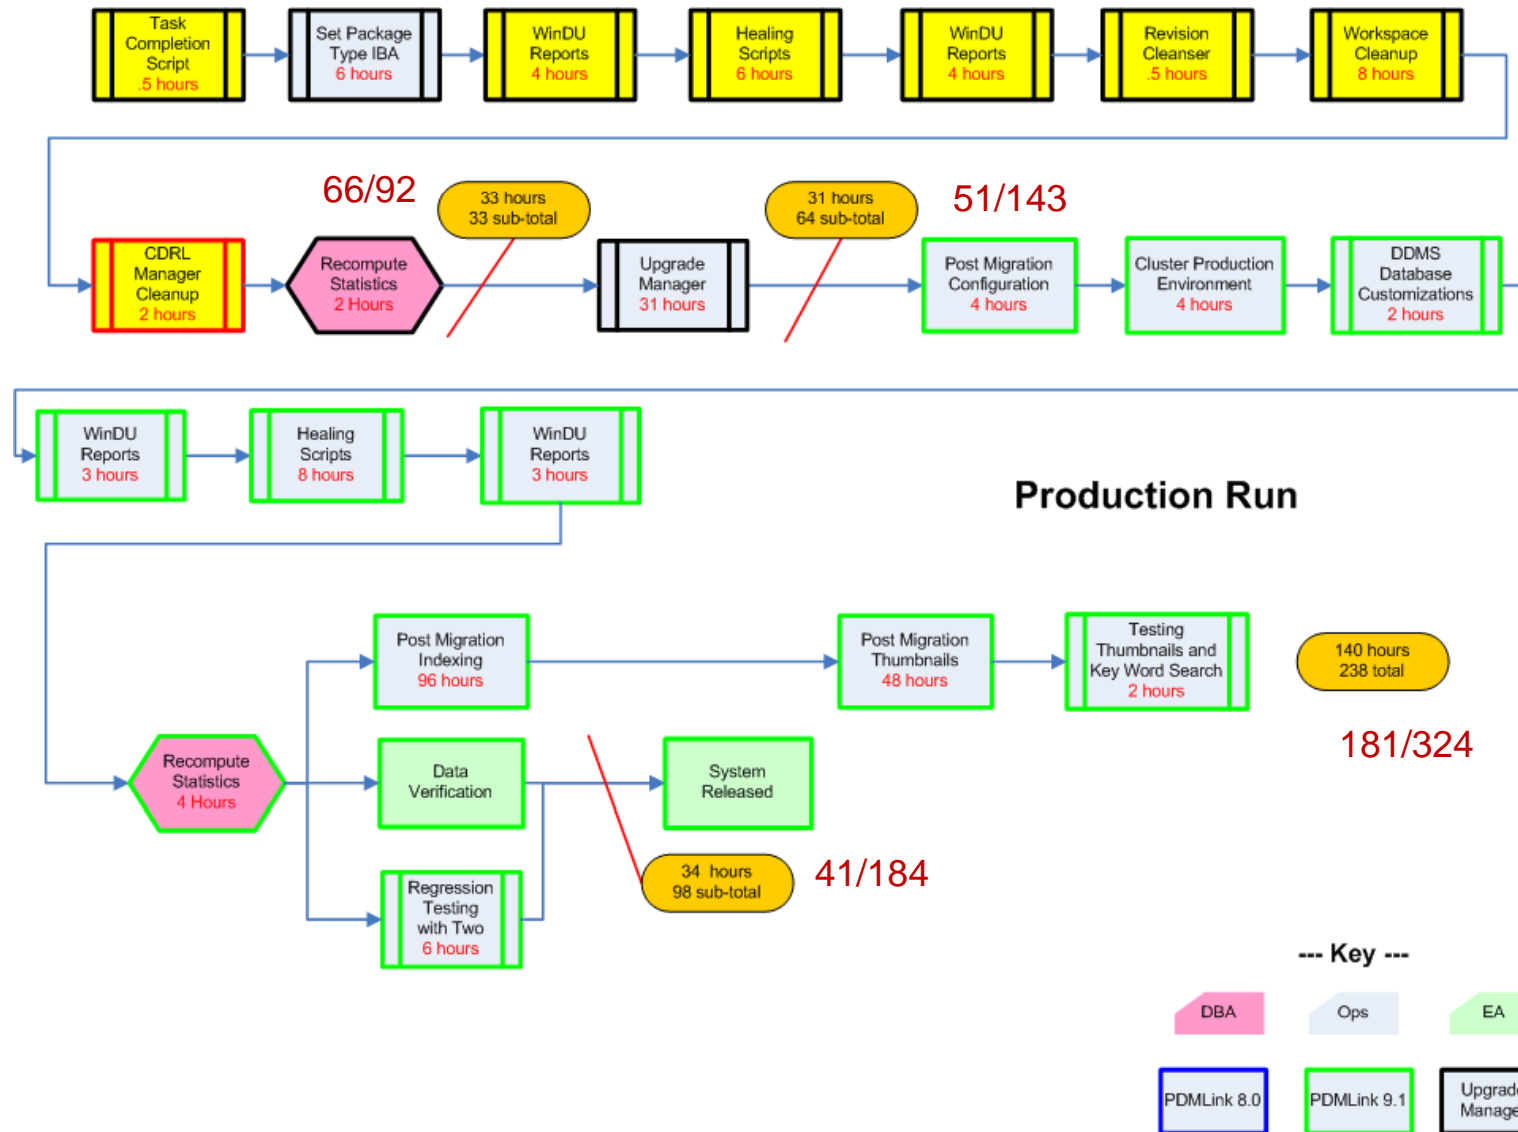 Task
Completion
Script
.5 hours
Set Package
Type IBA
6 hours
WinDU
Reports
4 hours
Healing
Scripts
6 hours
WinDU
Reports
4 hours
Revision
Cleanser
.5 hours
Workspace
Cleanup
8 hours
66/92
33 hours
33 sub-total
31 hours
64 sub-total
51/143
CDRL
Manager
Cleanup
2 hours
Recompute
Statistics
2 Hours
Upgrade
Manager
31 hours
Post Migration
Configuration
4 hours
Cluster Production
Environment
4 hours
DDMS
Database
Customizations
2 hours
WinDU
Reports
3 hours
Healing
Scripts
8 hours
WinDU
Reports
3 hours
Production Run
Post Migration
Indexing
96 hours
Post Migration
Thumbnails
48 hours
Testing
Thumbnails and
Key Word Search
2 hours
140 hours
238 total
181/324
Recompute
Statistics
4 Hours
Data
Verification
System
Released
34 hours
98 sub-total
41/184
Regression
Testing
with Two
6 hours
--- Key ---
DBA
Ops
EA
PDMLink 8.0
PDMLink 9.1
Upgrade
Manage